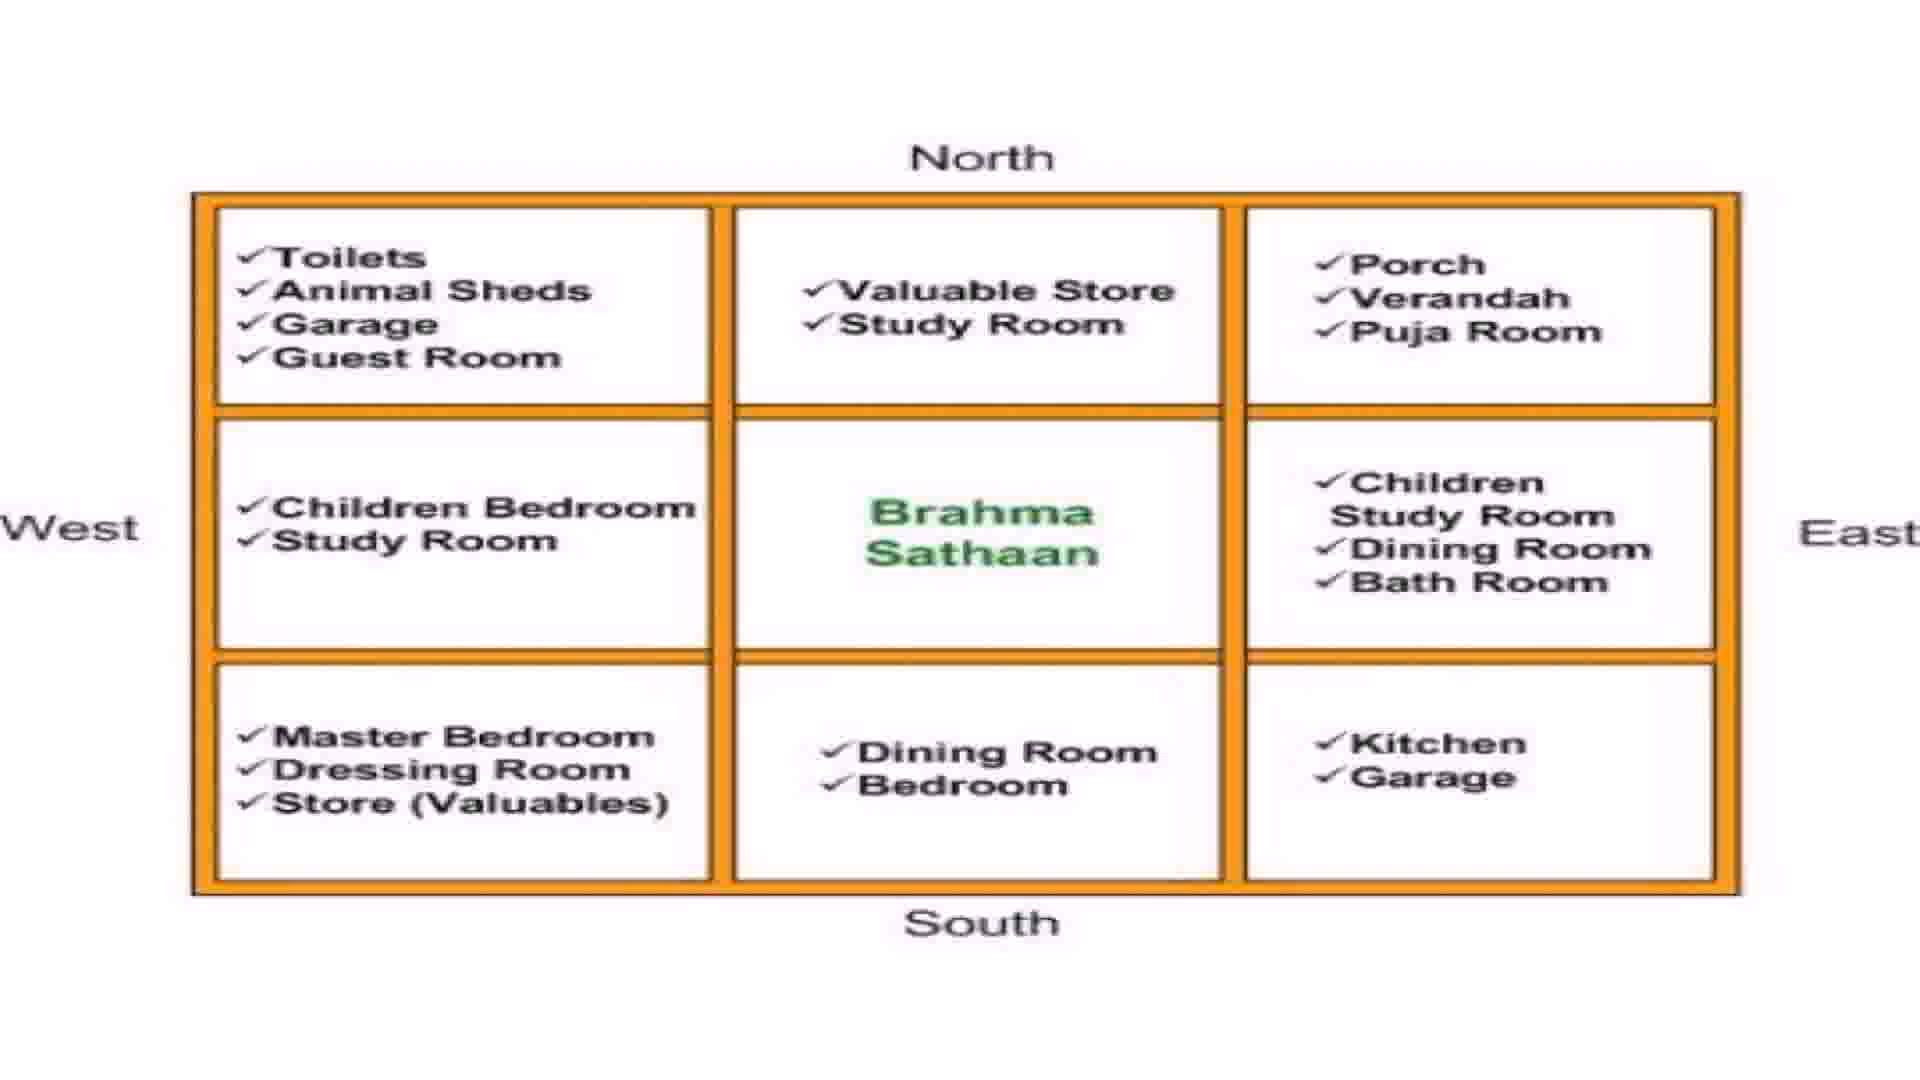 North
✓Toilets
✓Animal Sheds
✓Garage
✓Guest Room
✓Valuable Store
✓Study Room
✓Porch
✓Verandah
✓Puja Room
West
✓Children Bedroom
✓Study Room
Brahma
Sathaan
✓Children
Study Room
✓Dining Room
✓Bath Room
East
✓Master Bedroom
✓Dressing Room
✓Store (Valuables)
✓Dining Room
✓Bedroom
✓Kitchen
✓Garage
South